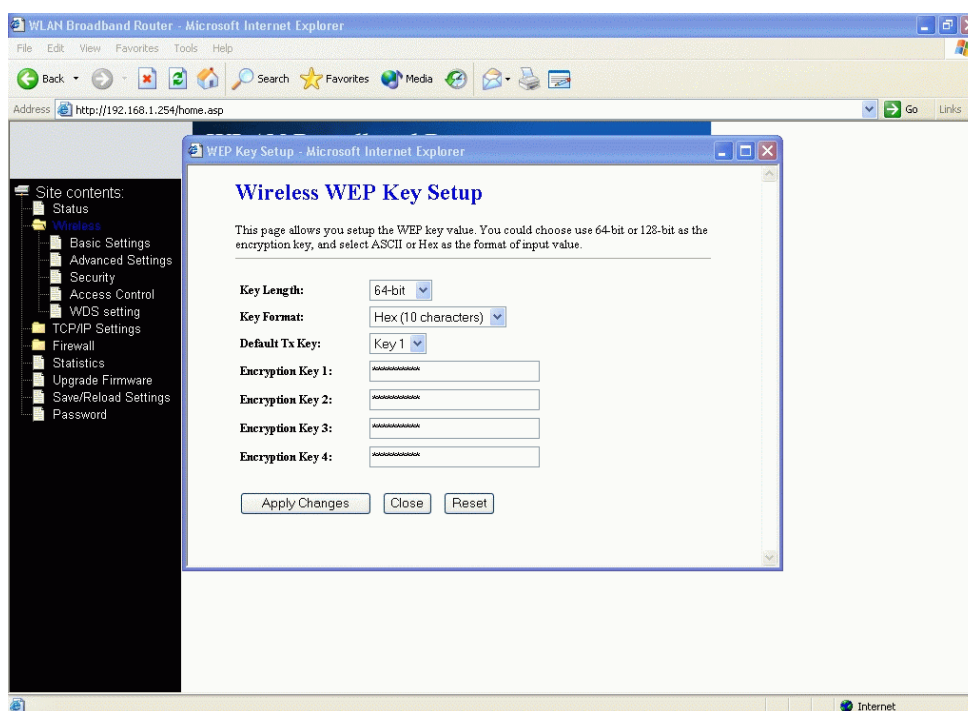 WLAN Broadband Router - Microsoft Internet Explorer
File Edit View Favorites Tools Help
Back Search Favorites Media
Address http://192.168.1.254/home.asp Go Links
WEP Key Setup - Microsoft Internet Explorer
Site contents:
Status
Wireless
Basic Settings
Advanced Settings
Security
Access Control
WDS setting
TCP/IP Settings
Firewall
Statistics
Upgrade Firmware
Save/Reload Settings
Password
Wireless WEP Key Setup
This page allows you setup the WEP key value. You could choose use 64-bit or 128-bit as the
encryption key, and select ASCII or Hex as the format of input value.
Key Length: 64-bit
Key Format: Hex (10 characters)
Default Tx Key: Key 1
Encryption Key 1: **********
Encryption Key 2: **********
Encryption Key 3: **********
Encryption Key 4: **********
Apply Changes Close Reset
Internet